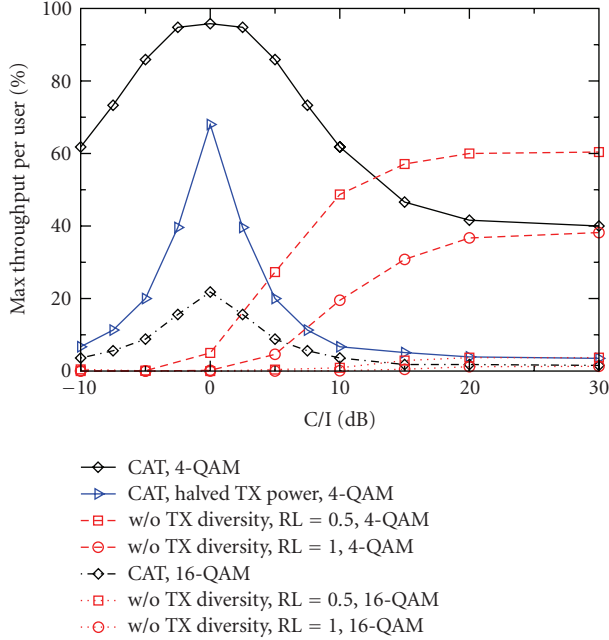 100
80
60
40
20
0
Max throughput per user (%)
−10 0 10 20 30
C/I (dB)
CAT, 4-QAM
CAT, halved TX power, 4-QAM
w/o TX diversity, RL = 0.5, 4-QAM
w/o TX diversity, RL = 1, 4-QAM
CAT, 16-QAM
w/o TX diversity, RL = 0.5, 16-QAM
w/o TX diversity, RL = 1, 16-QAM